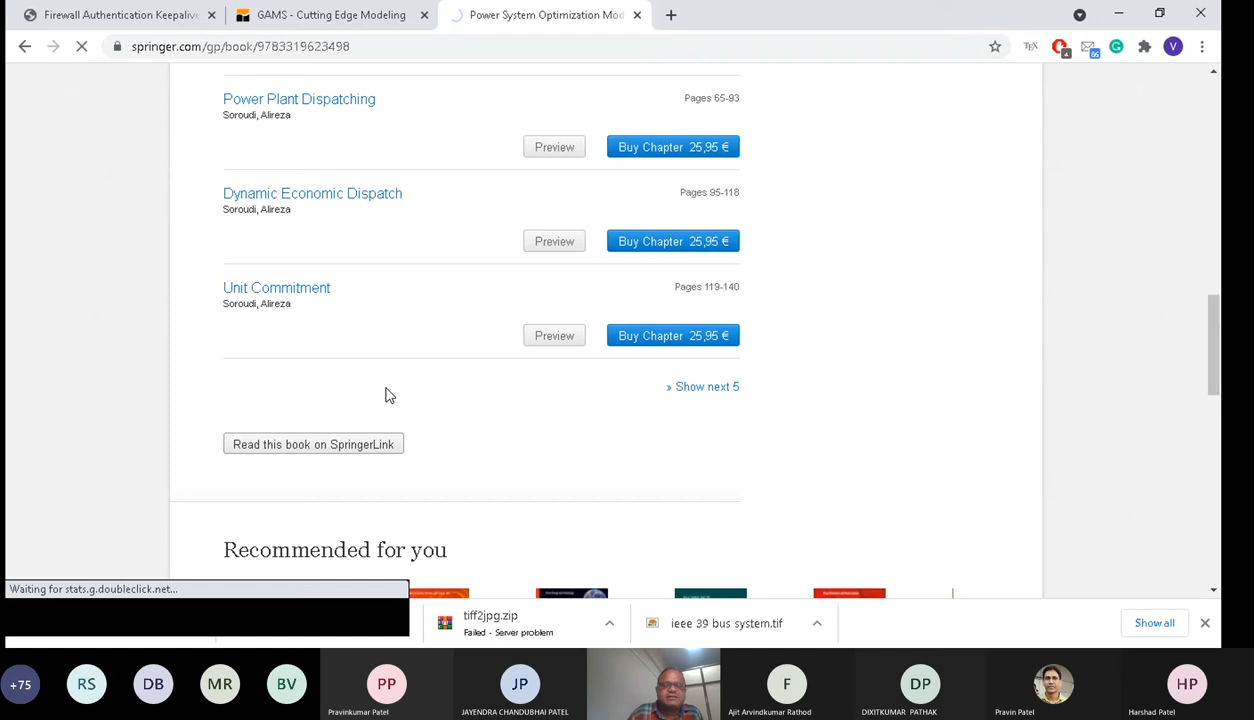 Firewall Authentication Keepalive
GAMS - Cutting Edge Modeling
Power System Optimization Mod
springer.com/gp/book/9783319623498
TEX
4
86
V
Power Plant Dispatching
Pages 65-93
Soroudi, Alireza
Preview
Buy Chapter 25,95 €
Dynamic Economic Dispatch
Pages 95-118
Soroudi, Alireza
Preview
Buy Chapter 25,95 €
Unit Commitment
Pages 119-140
Soroudi, Alireza
Preview
Buy Chapter 25,95 €
» Show next 5
Read this book on SpringerLink
Recommended for you
Waiting for stats.g.doubleclick.net...
tiff2jpg.zip
Failed - Server problem
ieee 39 bus system.tif
Show all
+75
RS
DB
MR
BV
PP
Pravinkumar Patel
JP
JAYENDRA CHANDUBHAI PATEL
F
Ajit Arvindkumar Rathod
DP
DIXITKUMAR PATHAK
Pravin Patel
HP
Harshad Patel